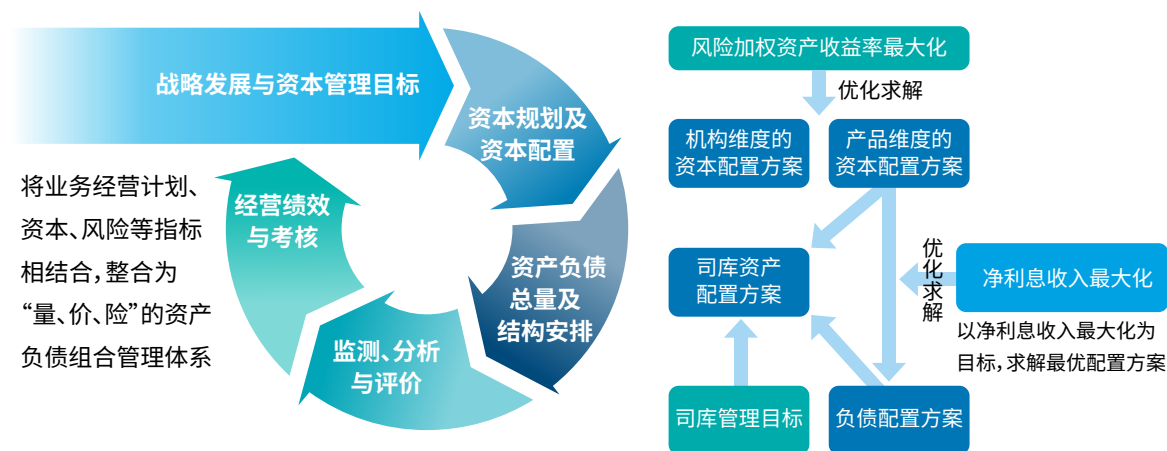 战略发展与资本管理目标
资本规划及
资本配置
资产负债
总量及
结构安排
监测、分析
与评价
经营绩效
与考核
将业务经营计划、
资本、风险等指标
相结合，整合为
“量、价、险”的资产
负债组合管理体系
风险加权资产收益率最大化
优化求解
机构维度的
资本配置方案
产品维度的
资本配置方案
司库资产
配置方案
优化求解
净利息收入最大化
以净利息收入最大化为
目标，求解最优配置方案
司库管理目标
负债配置方案